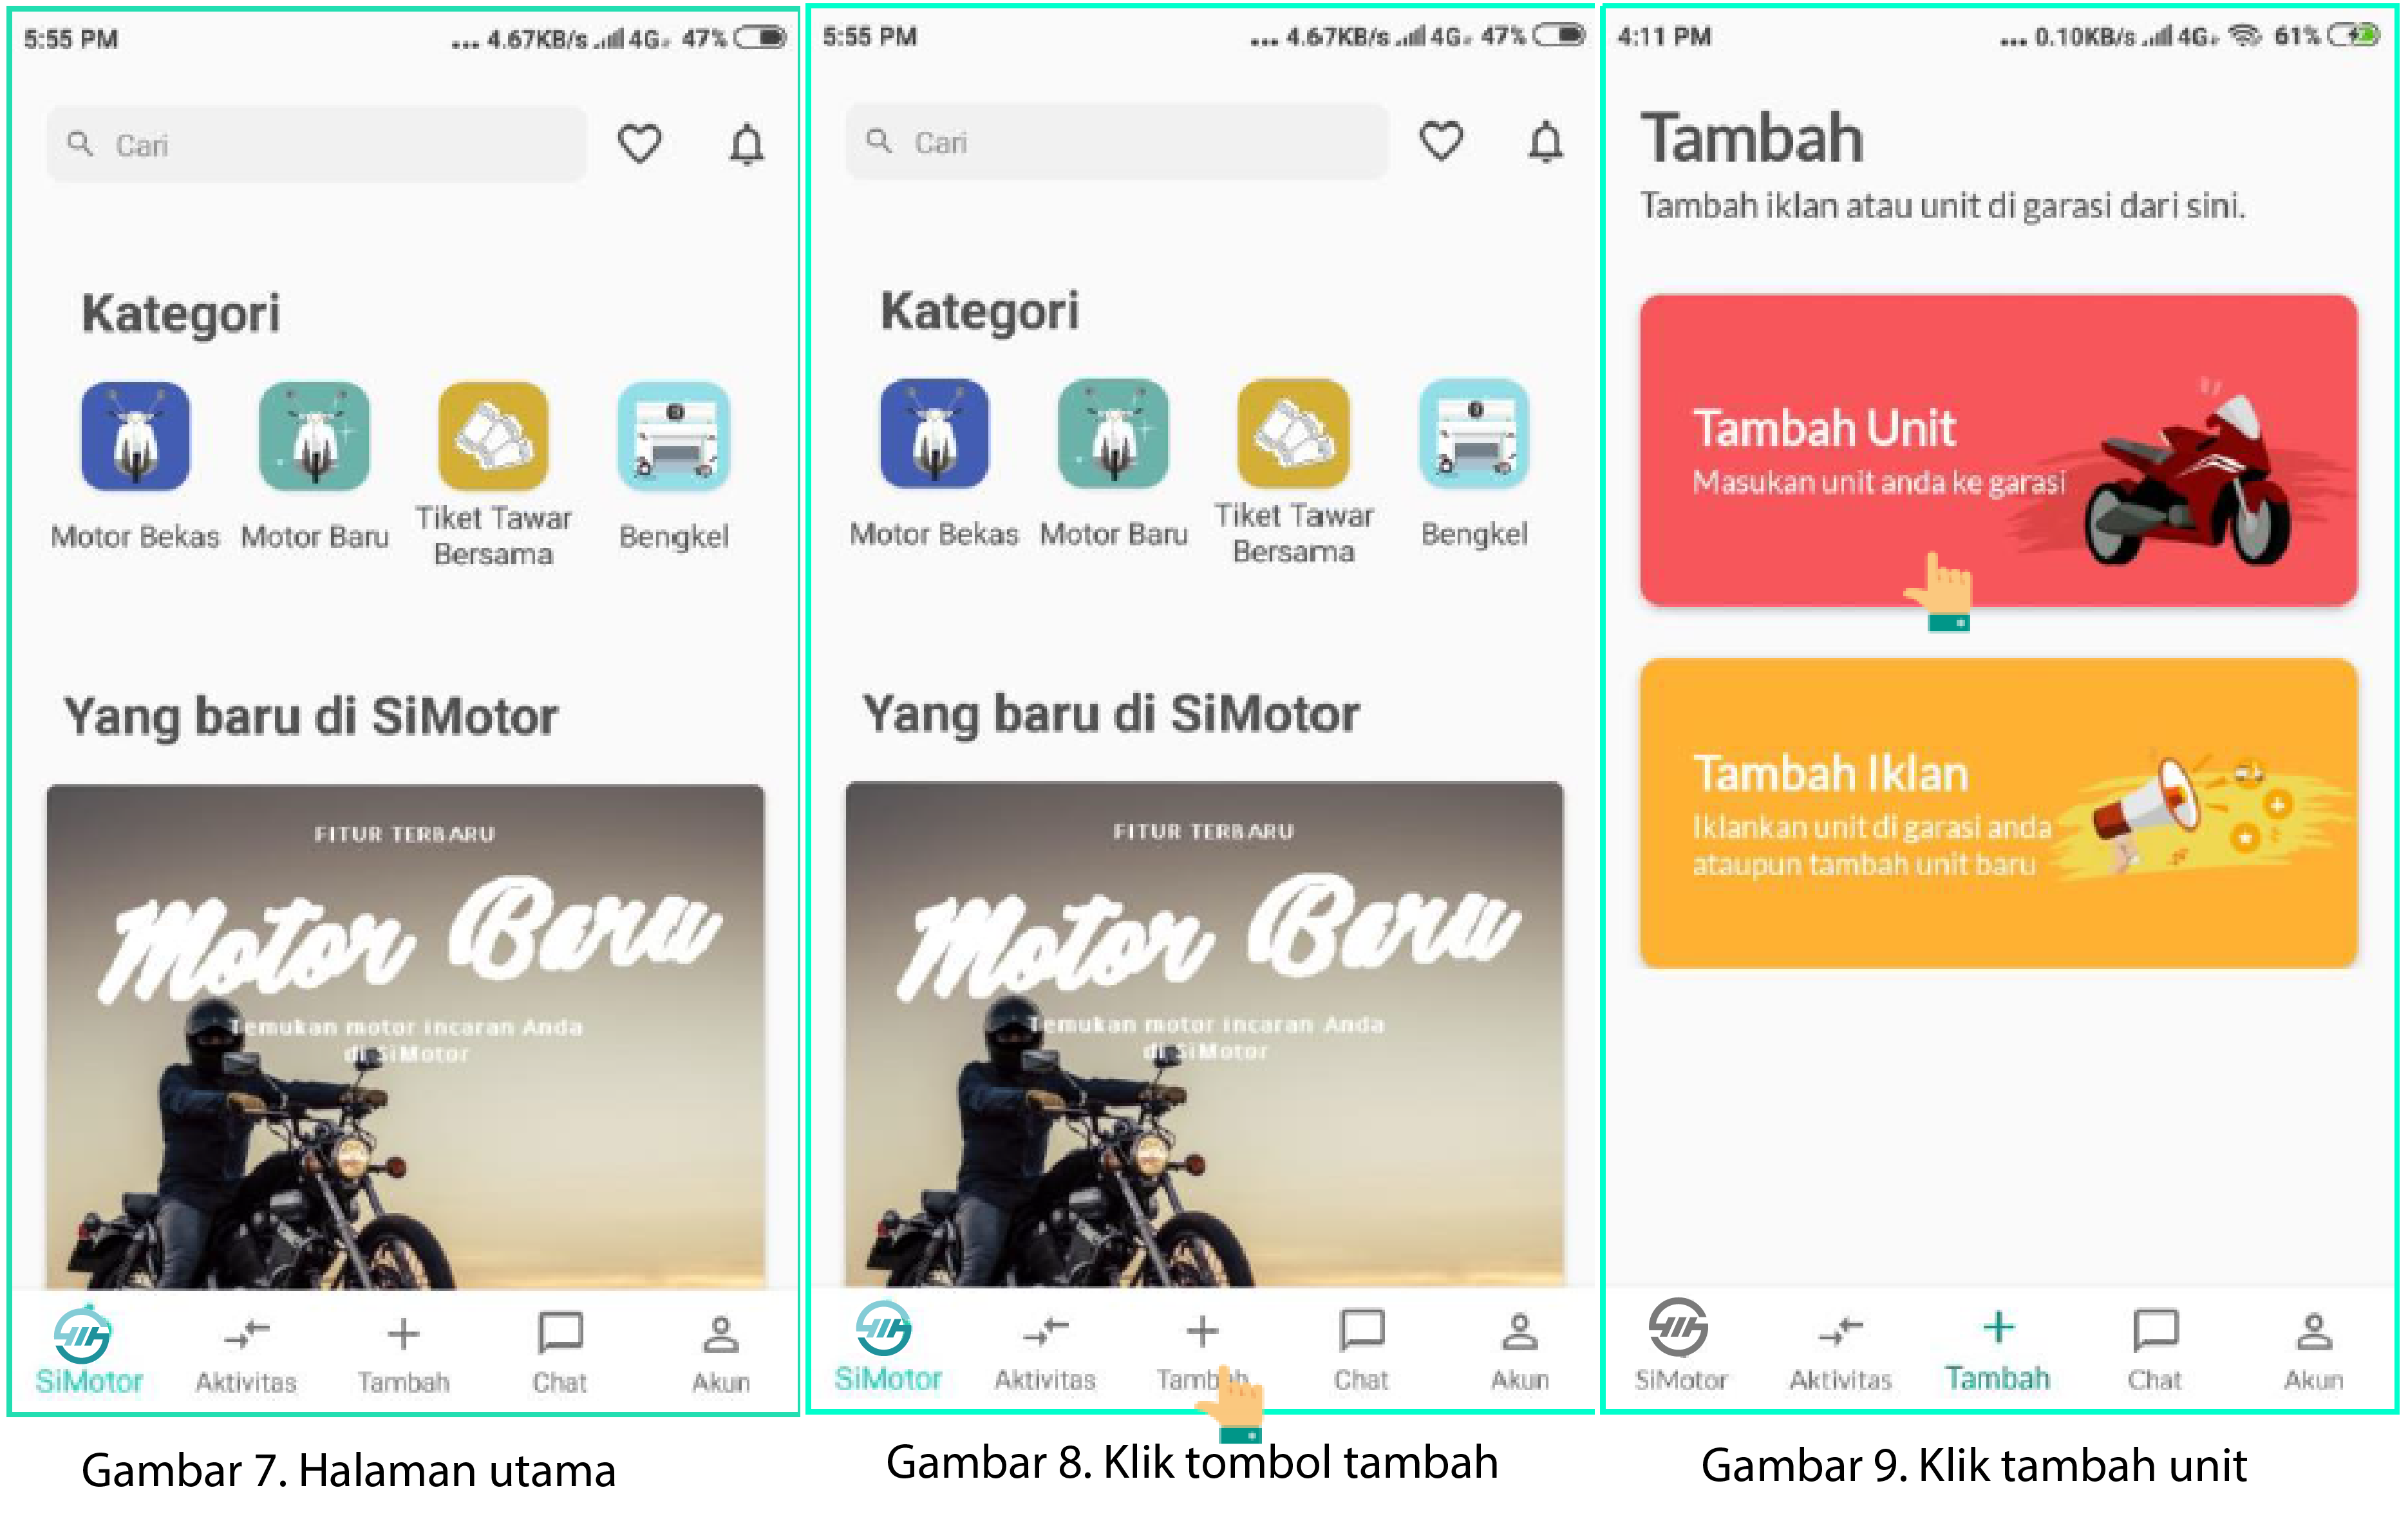 5:55 PM
... 4.67KB/s 4G 47%
Cari
Kategori
Motor Bekas
Motor Baru
Tiket Tawar
Bersama
Bengkel
Yang baru di SiMotor
FITUR TERBARU
Motor Baru
Temukan motor incaran Anda
di SiMotor
SiMotor
Aktivitas
Tambah
Chat
Akun
Gambar 7. Halaman utama
5:55 PM
... 4.67KB/s 4G 47%
Cari
Kategori
Motor Bekas
Motor Baru
Tiket Tawar
Bersama
Bengkel
Yang baru di SiMotor
FITUR TERBARU
Motor Baru
Temukan motor incaran Anda
di SiMotor
SiMotor
Aktivitas
Tambah
Chat
Akun
Gambar 8. Klik tombol tambah
4:11 PM
... 0.10KB/s 4G 61%
Tambah
Tambah iklan atau unit di garasi dari sini.
Tambah Unit
Masukan unit anda ke garasi
Tambah Iklan
Iklankan unit di garasi anda
ataupun tambah unit baru
SiMotor
Aktivitas
Tambah
Chat
Akun
Gambar 9. Klik tambah unit